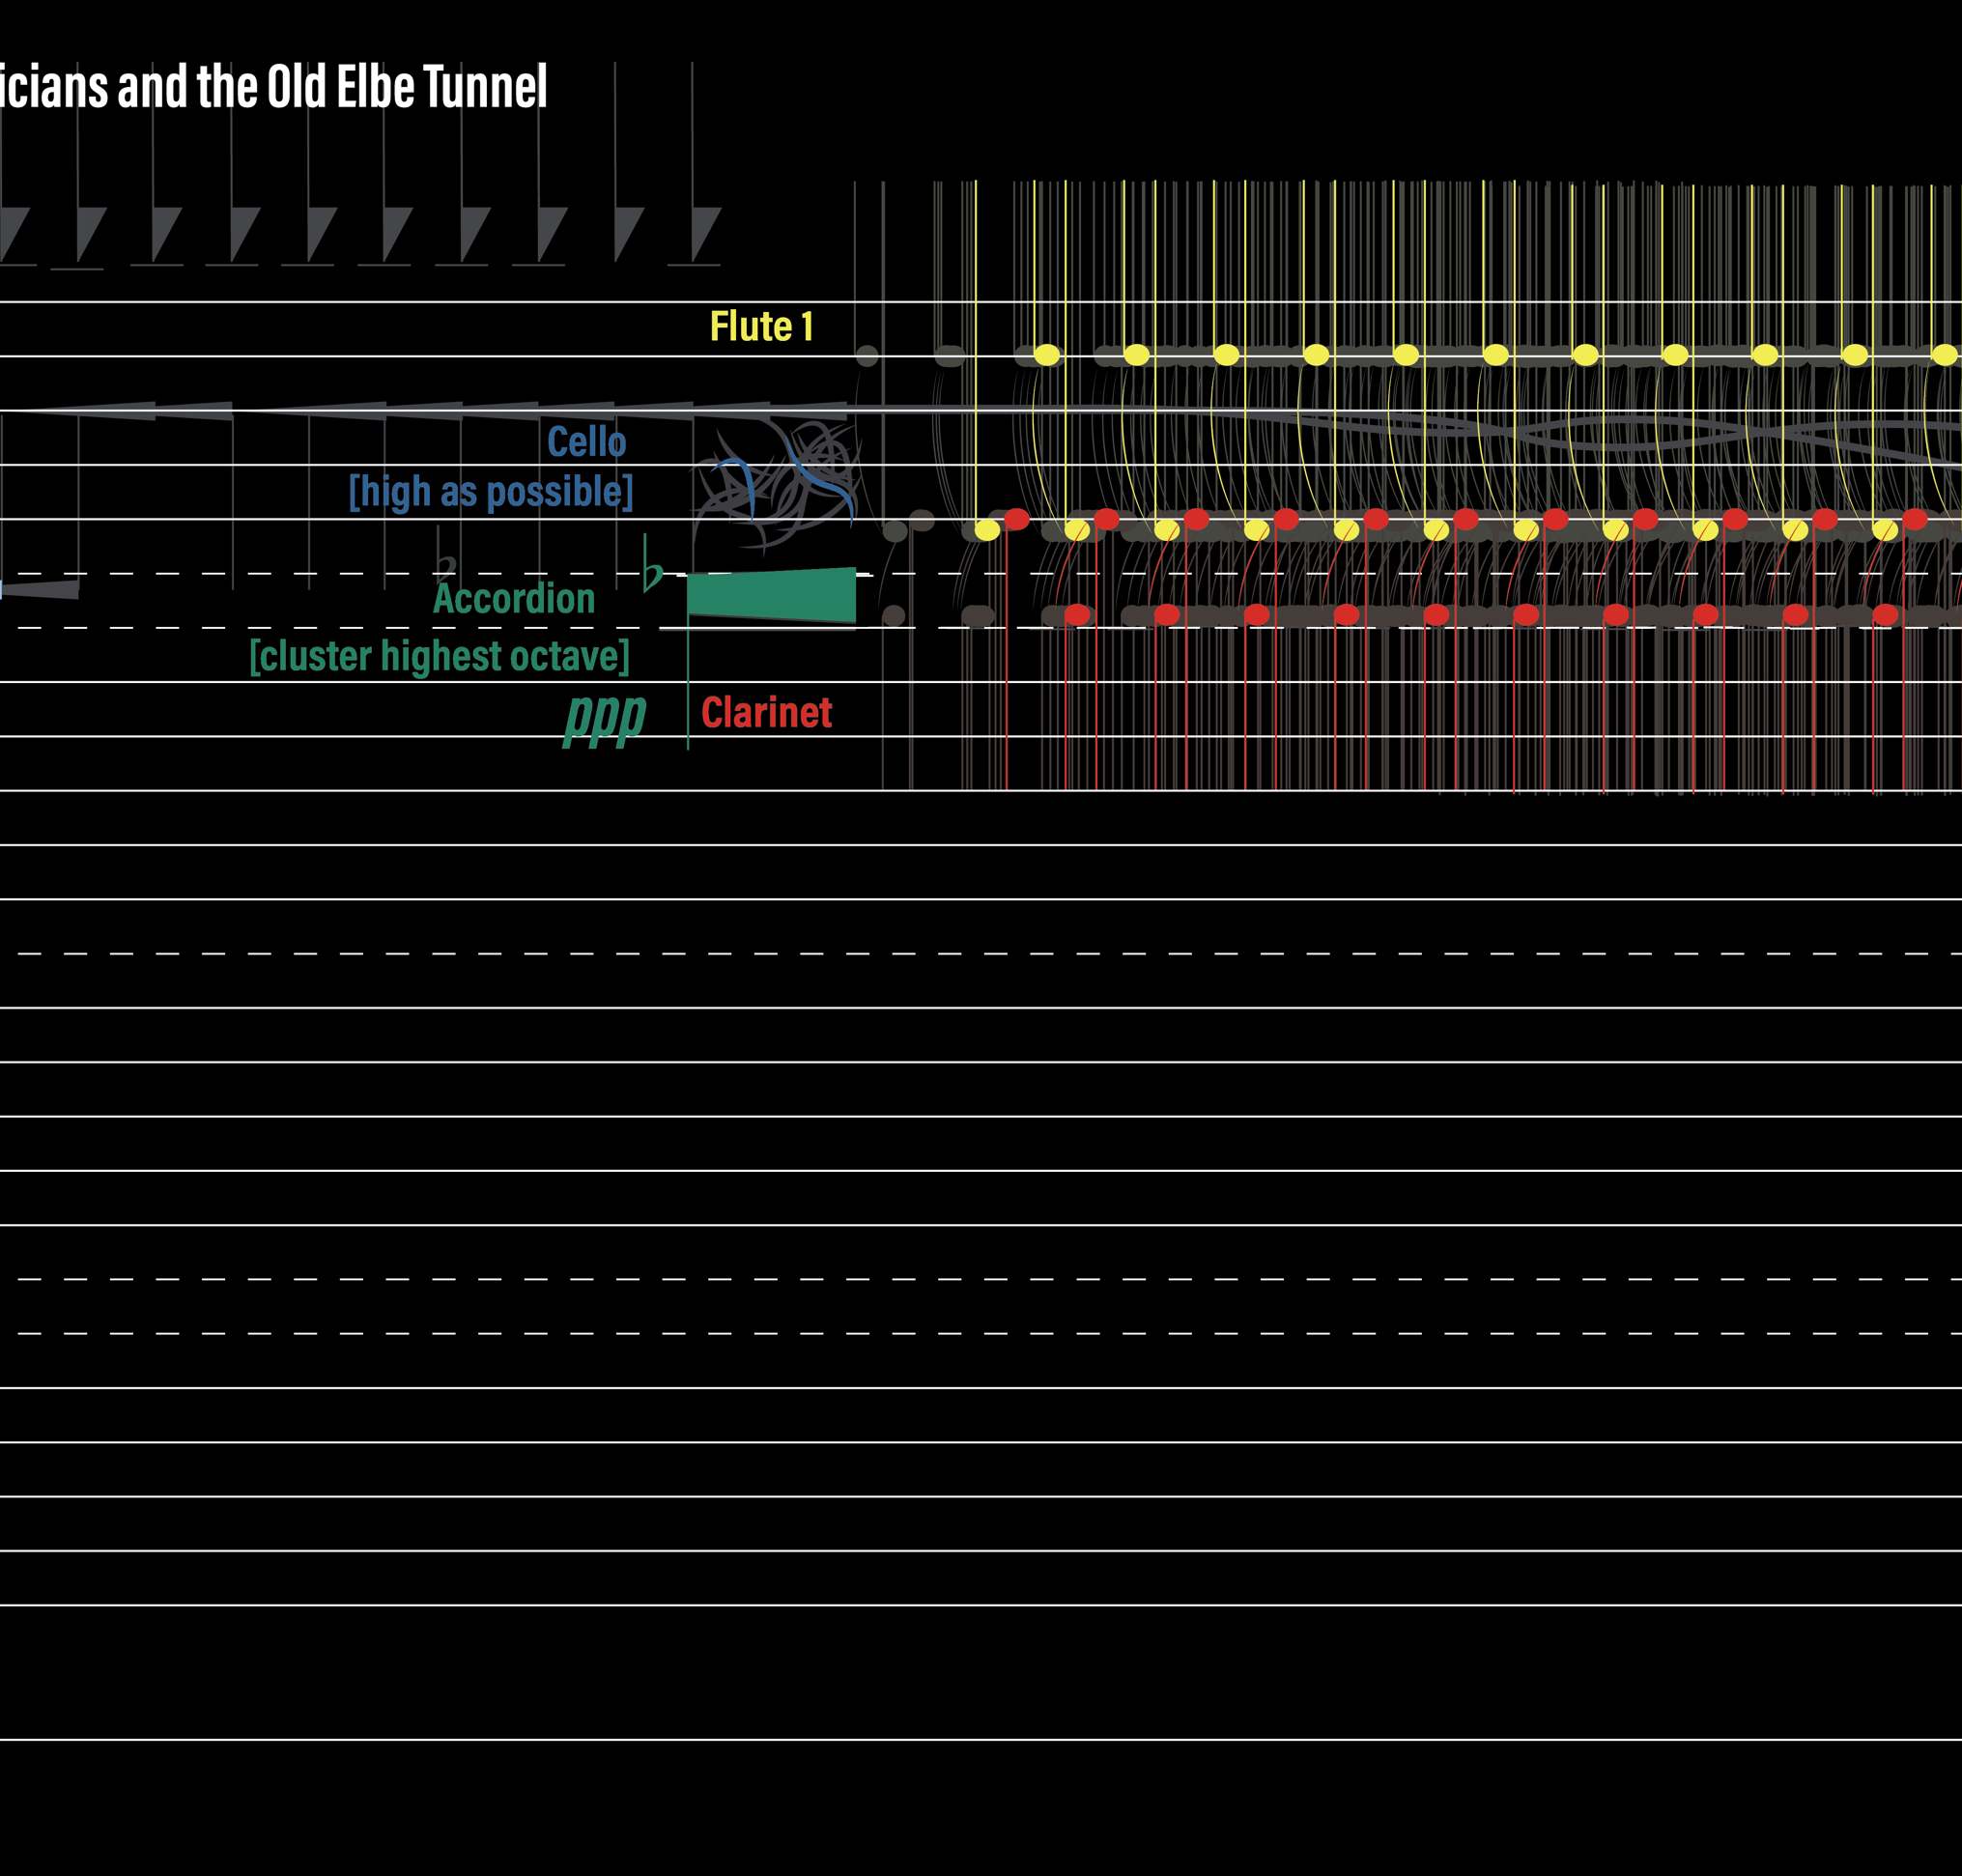 icians and the Old Elbe Tunnel
Flute 1
Cello
[high as possible]
Accordion
[cluster highest octave]
ppp
Clarinet